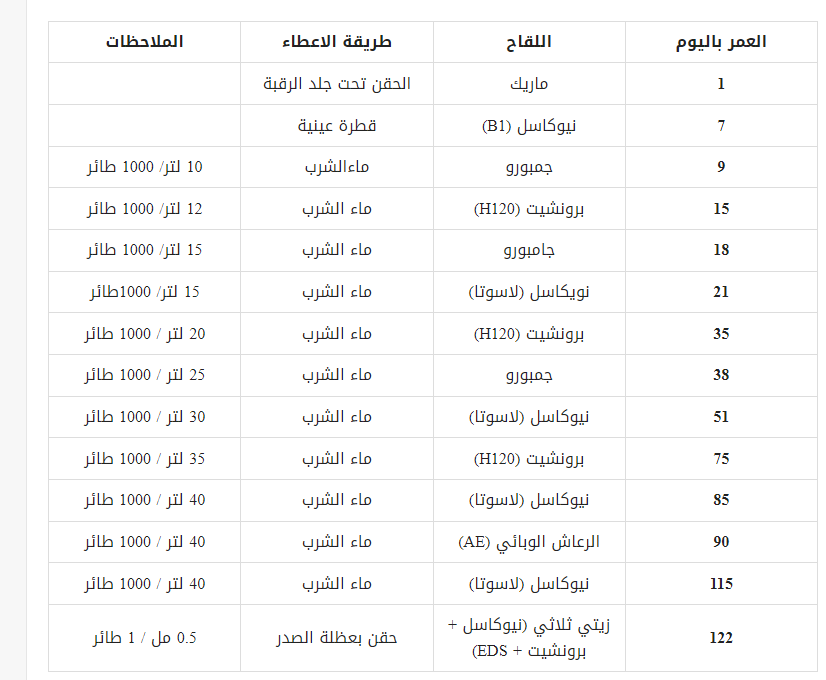 العمر باليوم اللقاح طريقة الاعطاء الملاحظات
1 ماريك الحقن تحت جلد الرقبة
7 نيوكاسل (B1) قطرة عينية
9 جمبورو ماءالشرب 10 لتر/ 1000 طائر
15 برونشيت (H120) ماء الشرب 12 لتر/ 1000 طائر
18 جامبورو ماء الشرب 15 لتر/ 1000 طائر
21 نويكاسل (لاسوتا) ماء الشرب 15 لتر/ 1000طائر
35 برونشيت (H120) ماء الشرب 20 لتر / 1000 طائر
38 جمبورو ماء الشرب 25 لتر / 1000 طائر
51 نيوكاسل (لاسوتا) ماء الشرب 30 لتر / 1000 طائر
75 برونشيت (H120) ماء الشرب 35 لتر / 1000 طائر
85 نيوكاسل (لاسوتا) ماء الشرب 40 لتر / 1000 طائر
90 الرعاش الوبائي (AE) ماء الشرب 40 لتر / 1000 طائر
115 نيوكاسل (لاسوتا) ماء الشرب 40 لتر / 1000 طائر
122 زيتي ثلاثي (نيوكاسل +
برونشيت + EDS) حقن بعظلة الصدر 0.5 مل / 1 طائر